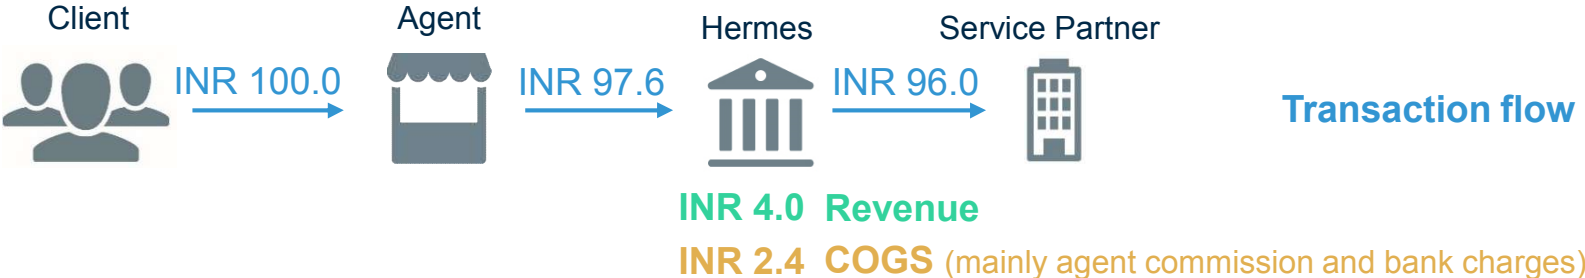 Client
Agent
Hermes
Service Partner
INR 100.0
INR 97.6
INR 96.0
Transaction flow
INR 4.0 Revenue
INR 2.4 COGS (mainly agent commission and bank charges)